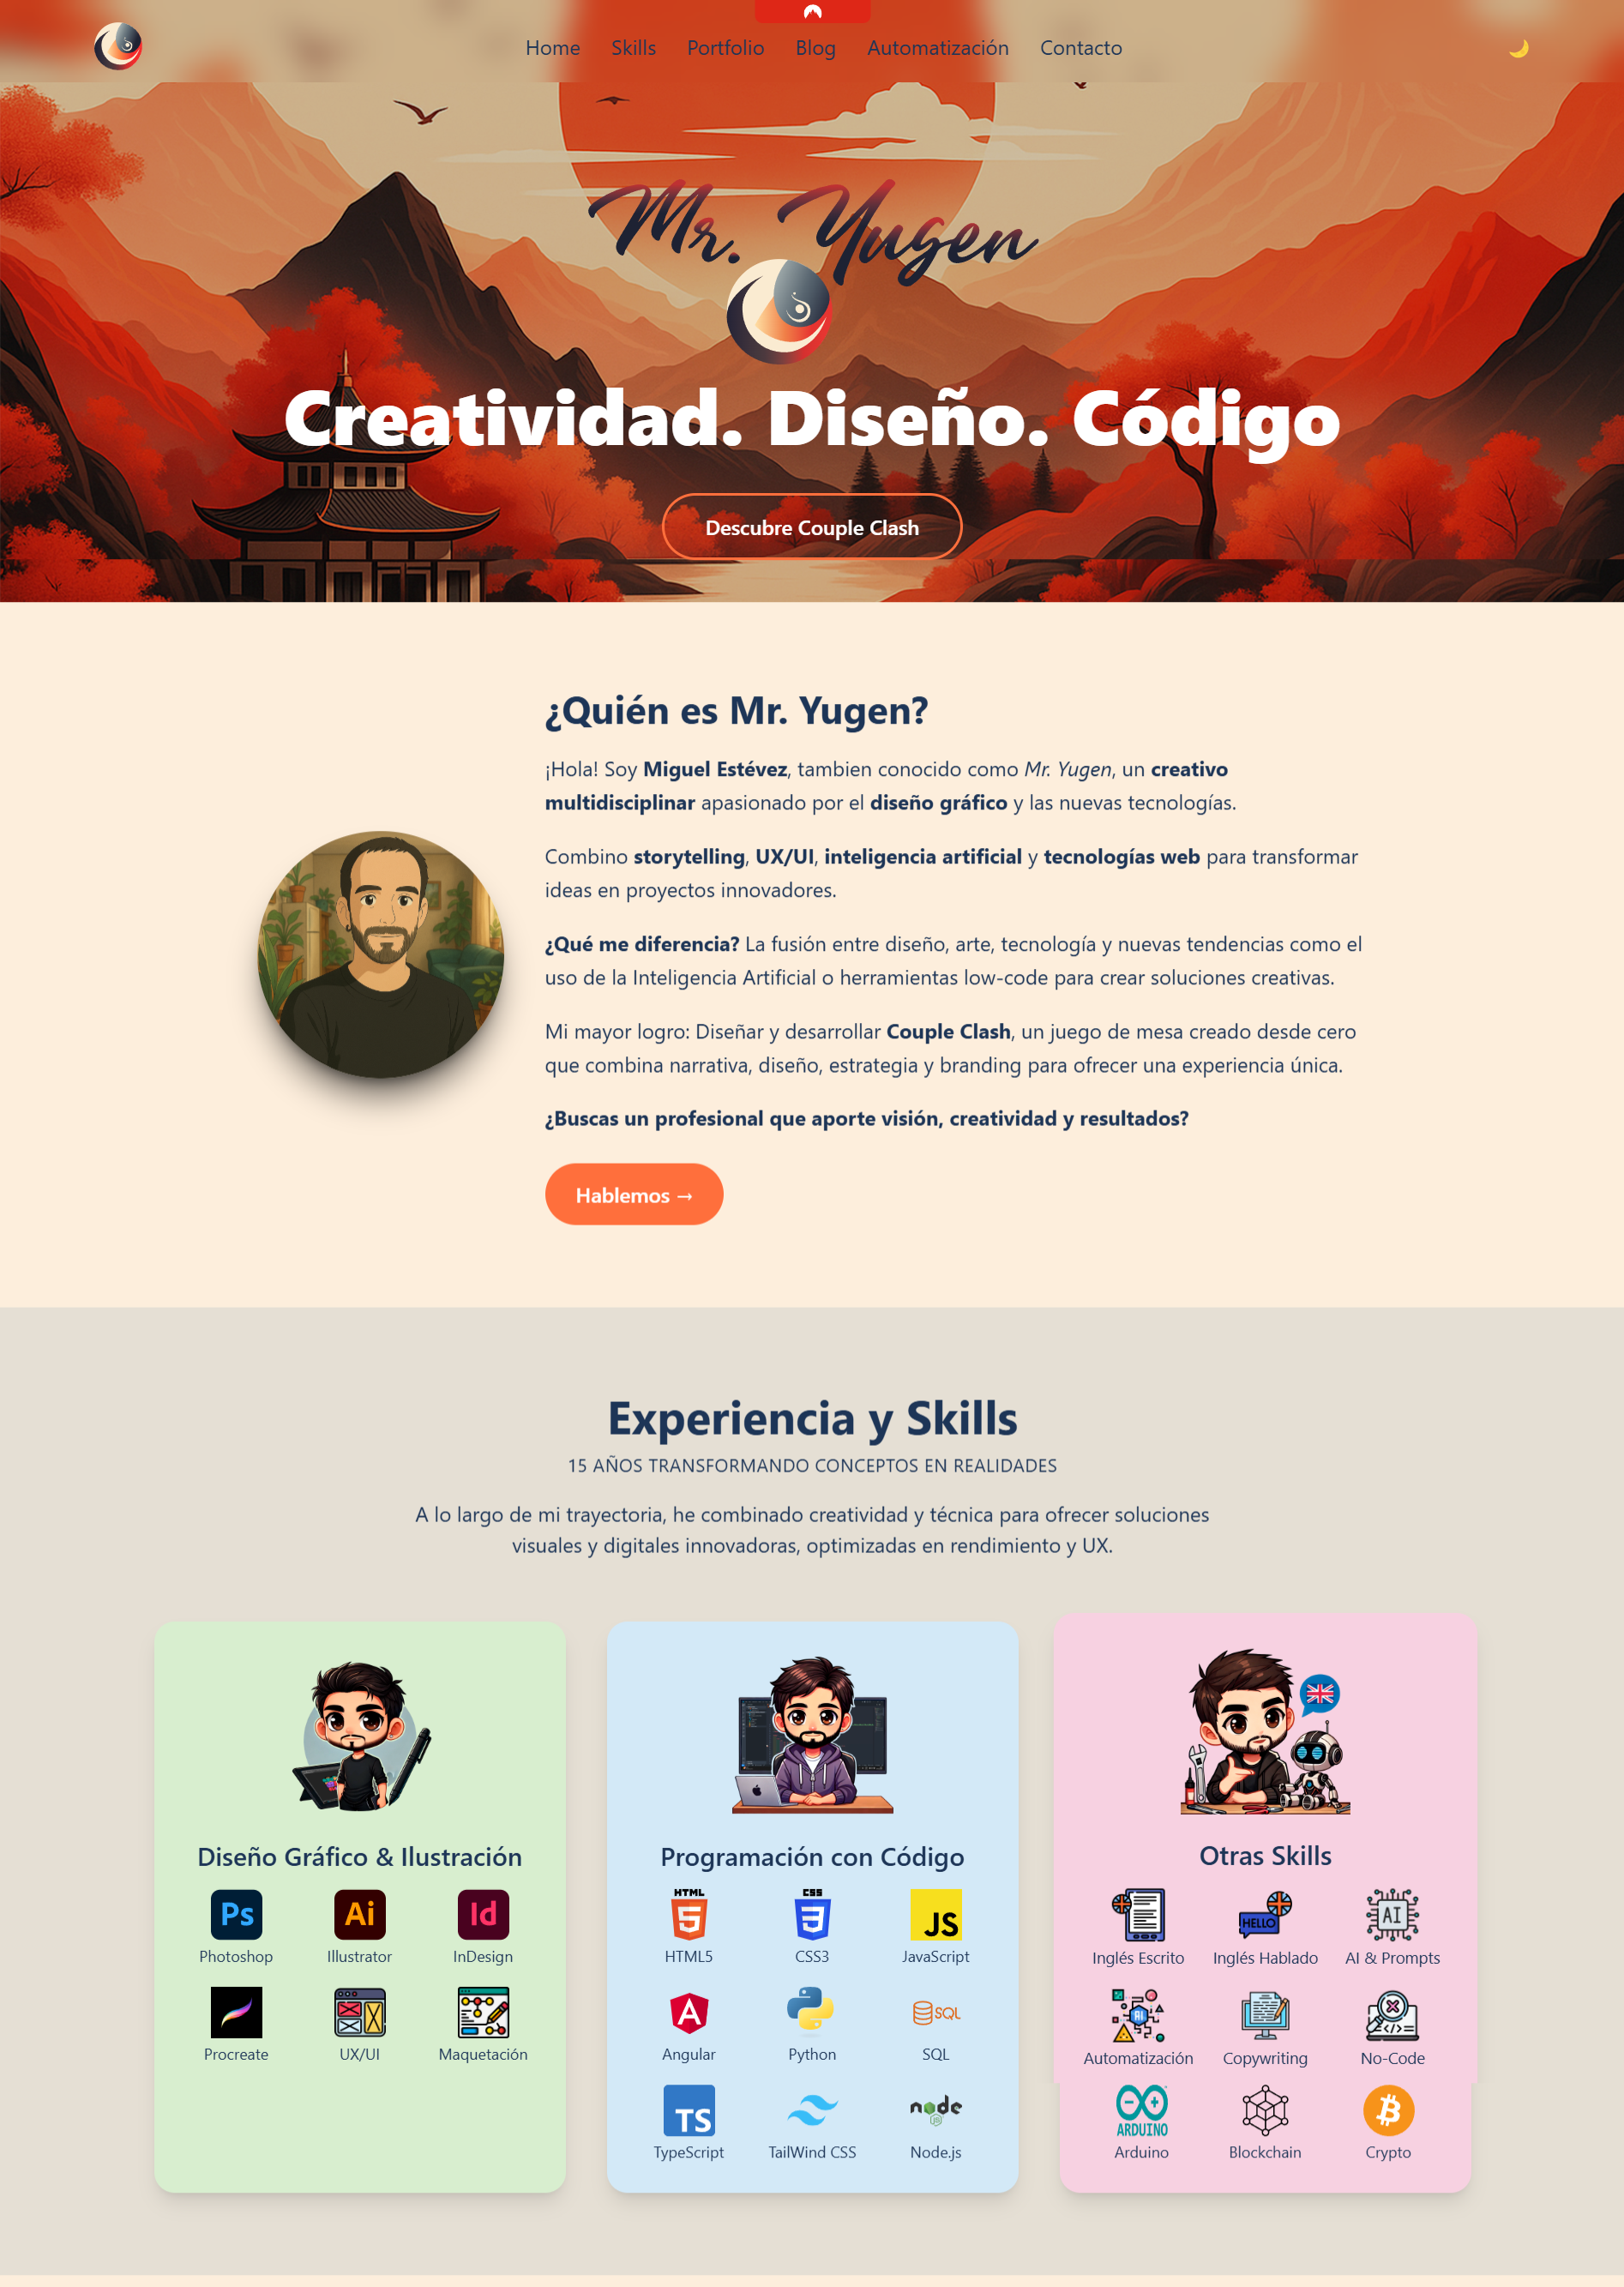 Home Skills Portfolio Blog Automatización Contacto
Mr. Yugen
Creatividad. Diseño. Código
Descubre Couple Clash
¿Quién es Mr. Yugen?
¡Hola! Soy Miguel Estévez, tambien conocido como Mr. Yugen, un creativo
multidisciplinar apasionado por el diseño gráfico y las nuevas tecnologías.
Combino storytelling, UX/UI, inteligencia artificial y tecnologías web para transformar
ideas en proyectos innovadores.
¿Qué me diferencia? La fusión entre diseño, arte, tecnología y nuevas tendencias como el
uso de la Inteligencia Artificial o herramientas low-code para crear soluciones creativas.
Mi mayor logro: Diseñar y desarrollar Couple Clash, un juego de mesa creado desde cero
que combina narrativa, diseño, estrategia y branding para ofrecer una experiencia única.
¿Buscas un profesional que aporte visión, creatividad y resultados?
Hablemos →
Experiencia y Skills
15 AÑOS TRANSFORMANDO CONCEPTOS EN REALIDADES
A lo largo de mi trayectoria, he combinado creatividad y técnica para ofrecer soluciones
visuales y digitales innovadoras, optimizadas en rendimiento y UX.
Diseño Gráfico & Ilustración
Ps Ai Id
Photoshop Illustrator InDesign
Procreate UX/UI Maquetación
Programación con Código
HTML CSS
5 3 JS
HTML5 CSS3 JavaScript
A SQL
Angular Python SQL
TS node
JS
TypeScript TailWind CSS Node.js
Otras Skills
HELLO AI
Inglés Escrito Inglés Hablado AI & Prompts
AI
Automatización Copywriting No-Code
ARDUINO
Arduino Blockchain Crypto